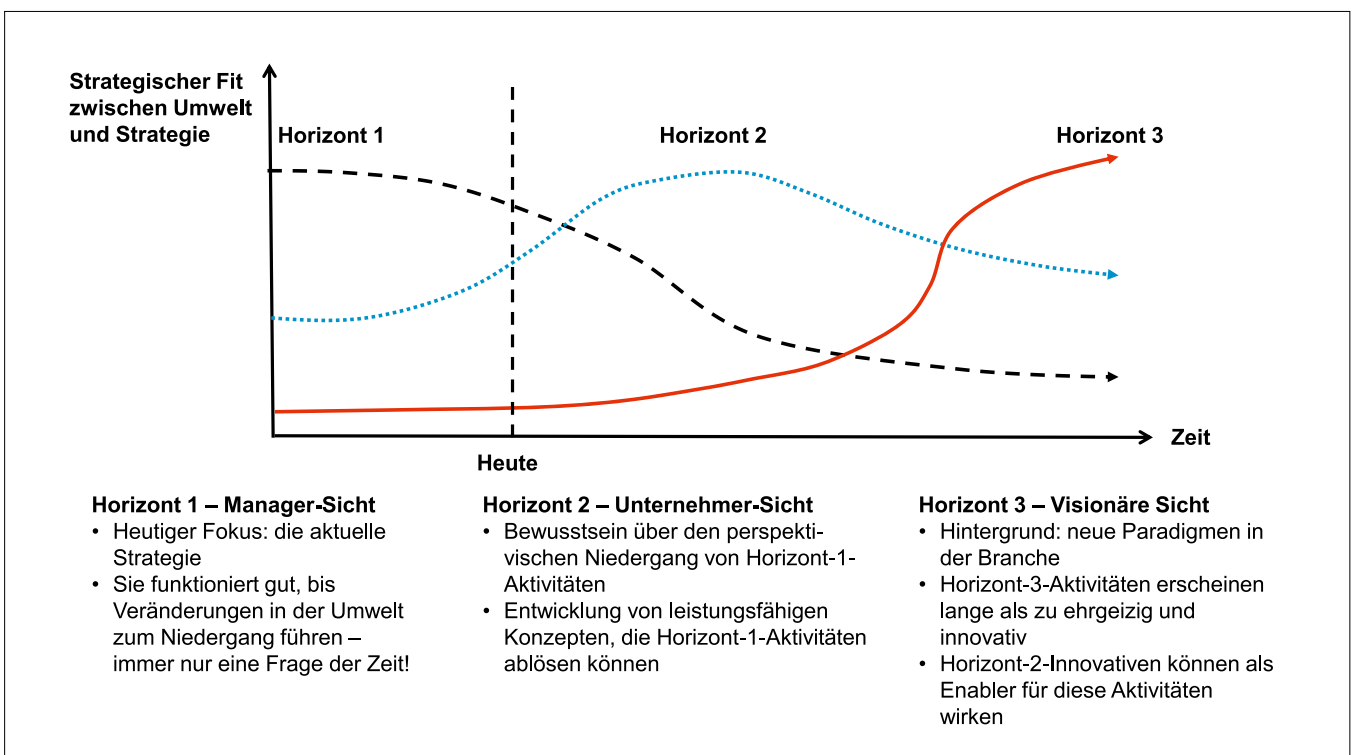 Strategischer Fit
zwischen Umwelt
und Strategie
Horizont 1
Horizont 2
Horizont 3
Zeit
Heute
Horizont 1 – Manager-Sicht
• Heutiger Fokus: die aktuelle
Strategie
• Sie funktioniert gut, bis
Veränderungen in der Umwelt
zum Niedergang führen –
immer nur eine Frage der Zeit!
Horizont 2 – Unternehmer-Sicht
• Bewusstsein über den perspekti-
vischen Niedergang von Horizont-1-
Aktivitäten
• Entwicklung von leistungsfähigen
Konzepten, die Horizont-1-Aktivitäten
ablösen können
Horizont 3 – Visionäre Sicht
• Hintergrund: neue Paradigmen in
der Branche
• Horizont-3-Aktivitäten erscheinen
lange als zu ehrgeizig und
innovativ
• Horizont-2-Innovativen können als
Enabler für diese Aktivitäten
wirken